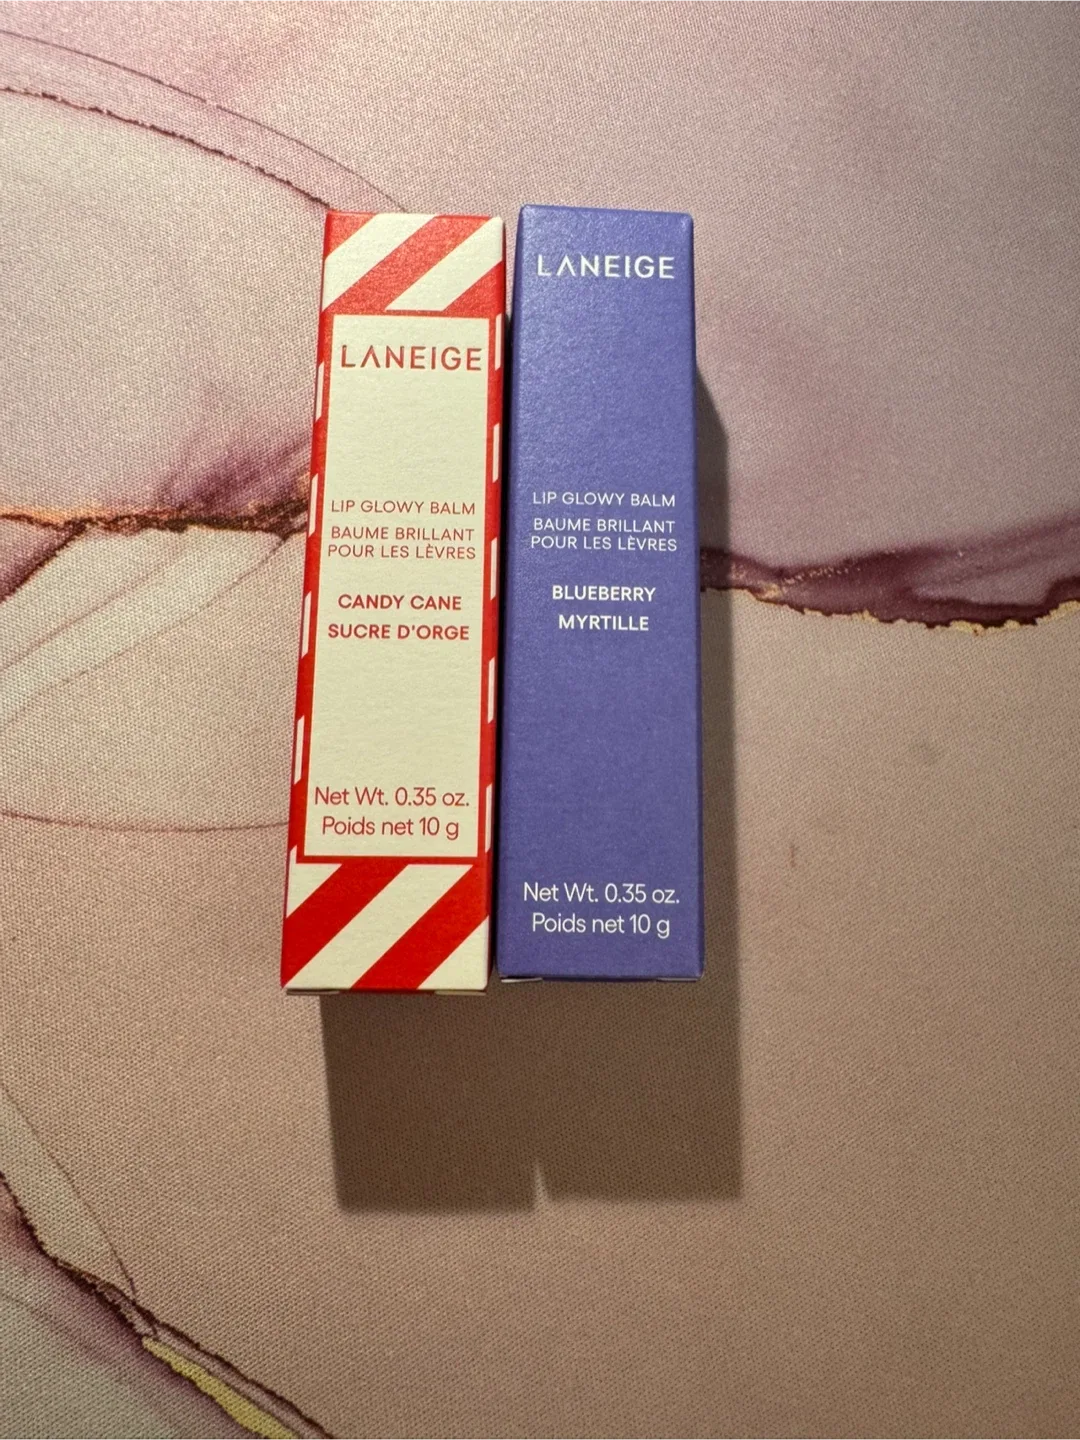 LANEIGE
LIP GLOWY BALM
BAUME BRILLANT
POUR LES LÈVRES
CANDY CANE
SUCRE D'ORGE
Net Wt. 0.35 oz.
Poids net 10 g
LANEIGE
LIP GLOWY BALM
BAUME BRILLANT
POUR LES LÈVRES
BLUEBERRY
MYRTILLE
Net Wt. 0.35 oz.
Poids net 10 g